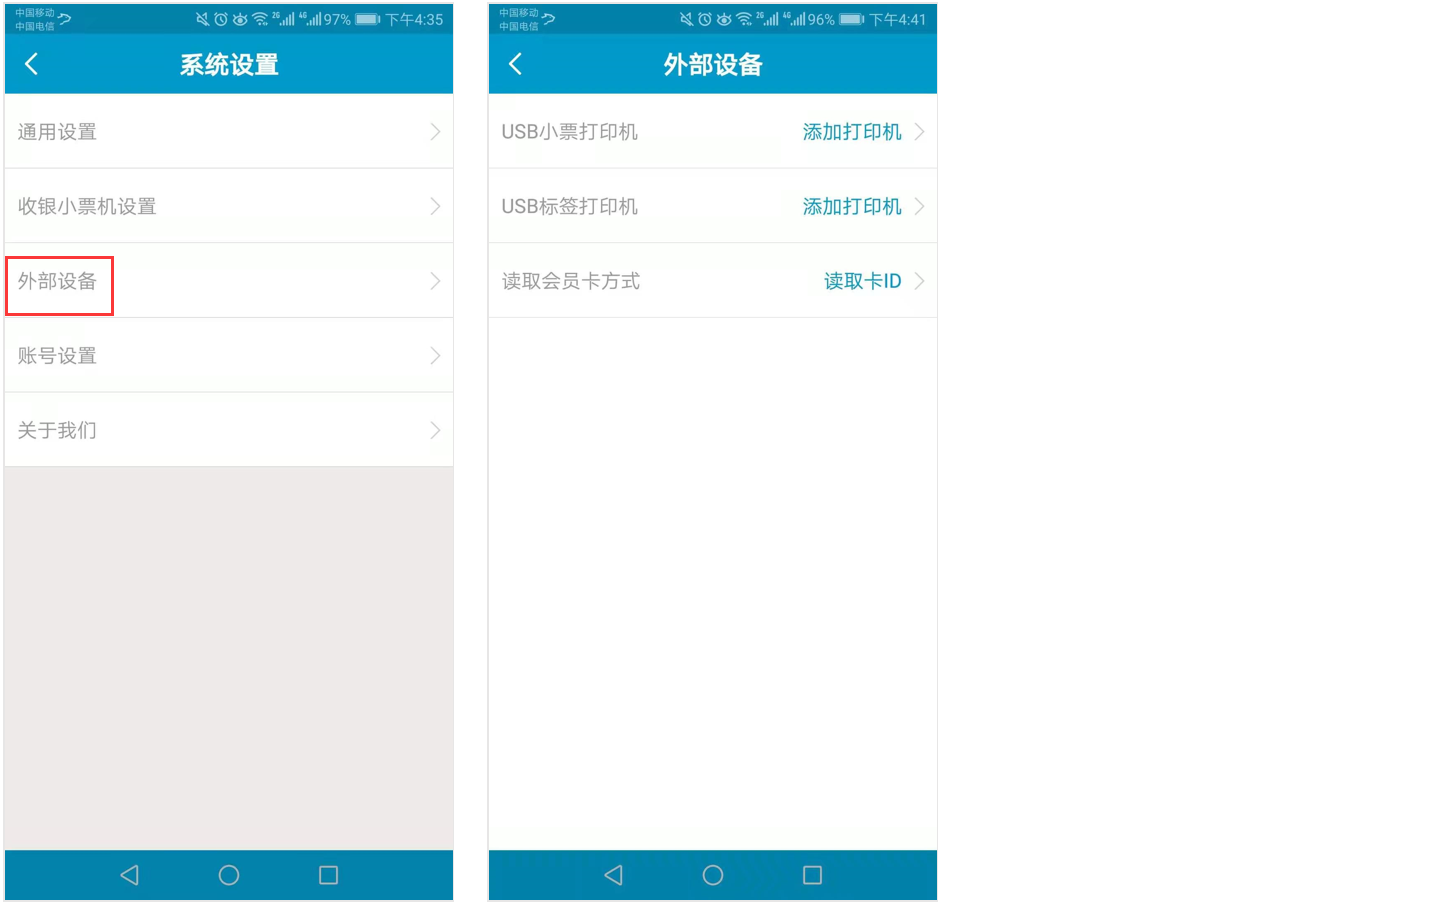 中国移动
中国电信
2G 4G 97% 下午4:35
系统设置
通用设置
收银小票机设置
外部设备
账号设置
关于我们
中国移动
中国电信
2G 4G 96% 下午4:41
外部设备
USB小票打印机 添加打印机
USB标签打印机 添加打印机
读取会员卡方式 读取卡ID